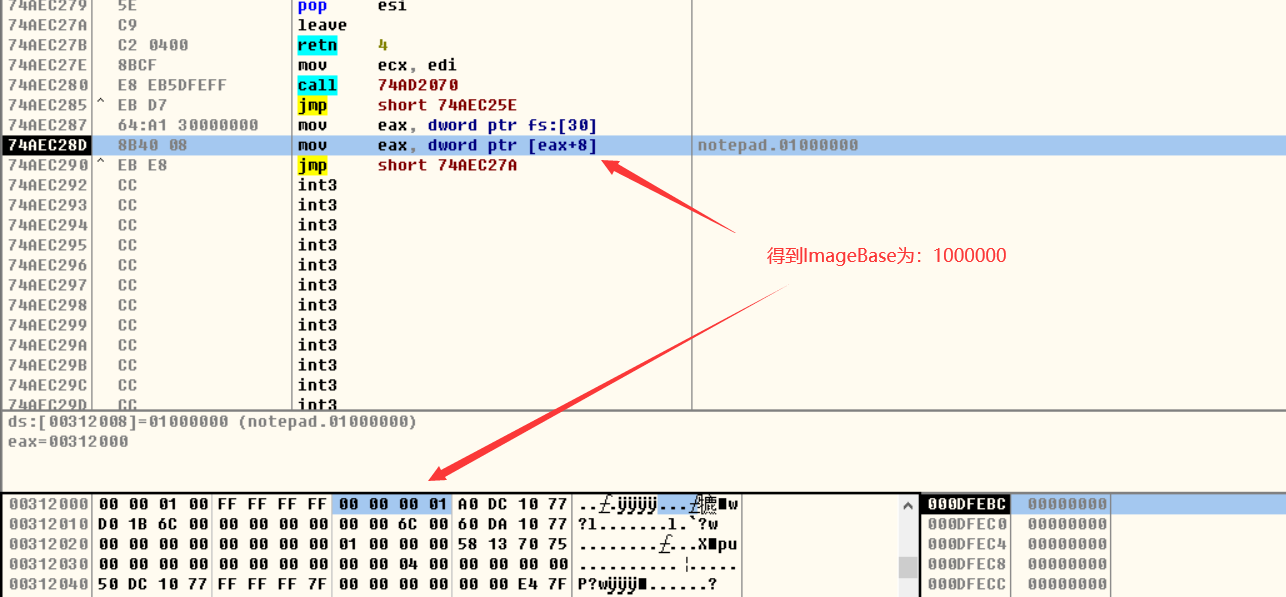 74AEC279 5E pop esi
74AEC27A C9 leave
74AEC27B C2 0400 retn 4
74AEC27E 8BCF mov ecx, edi
74AEC280 E8 EB5DFEFF call 74AD2070
74AEC285 ^ EB D7 jmp short 74AEC25E
74AEC287 64:A1 30000000 mov eax, dword ptr fs:[30]
74AEC28D 8B40 08 mov eax, dword ptr [eax+8] notepad.01000000
74AEC290 ^ EB E8 jmp short 74AEC27A
74AEC292 CC int3
74AEC293 CC int3
74AEC294 CC int3
74AEC295 CC int3
得到ImageBase为：1000000
74AEC296 CC int3
74AEC297 CC int3
74AEC298 CC int3
74AEC299 CC int3
74AEC29A CC int3
74AEC29B CC int3
74AEC29C CC int3
74AEC29D CC int3
ds:[00312008]=01000000 (notepad.01000000)
eax=00312000
00312000 00 00 01 00 FF FF FF FF 00 00 00 01 A0 DC 10 77 000DFEBC 00000000
00312010 D0 1B 6C 00 00 00 00 00 00 00 6C 00 60 DA 10 77 ?l.......l.`?w 000DFEC0 00000000
00312020 00 00 00 00 00 00 00 00 01 00 00 00 58 13 70 75 000DFEC4 00000000
00312030 00 00 00 00 00 00 00 00 00 00 04 00 00 00 00 00 000DFEC8 00000000
00312040 50 DC 10 77 FF FF FF 7F 00 00 00 00 00 00 E4 7F 000DFECC 00000000